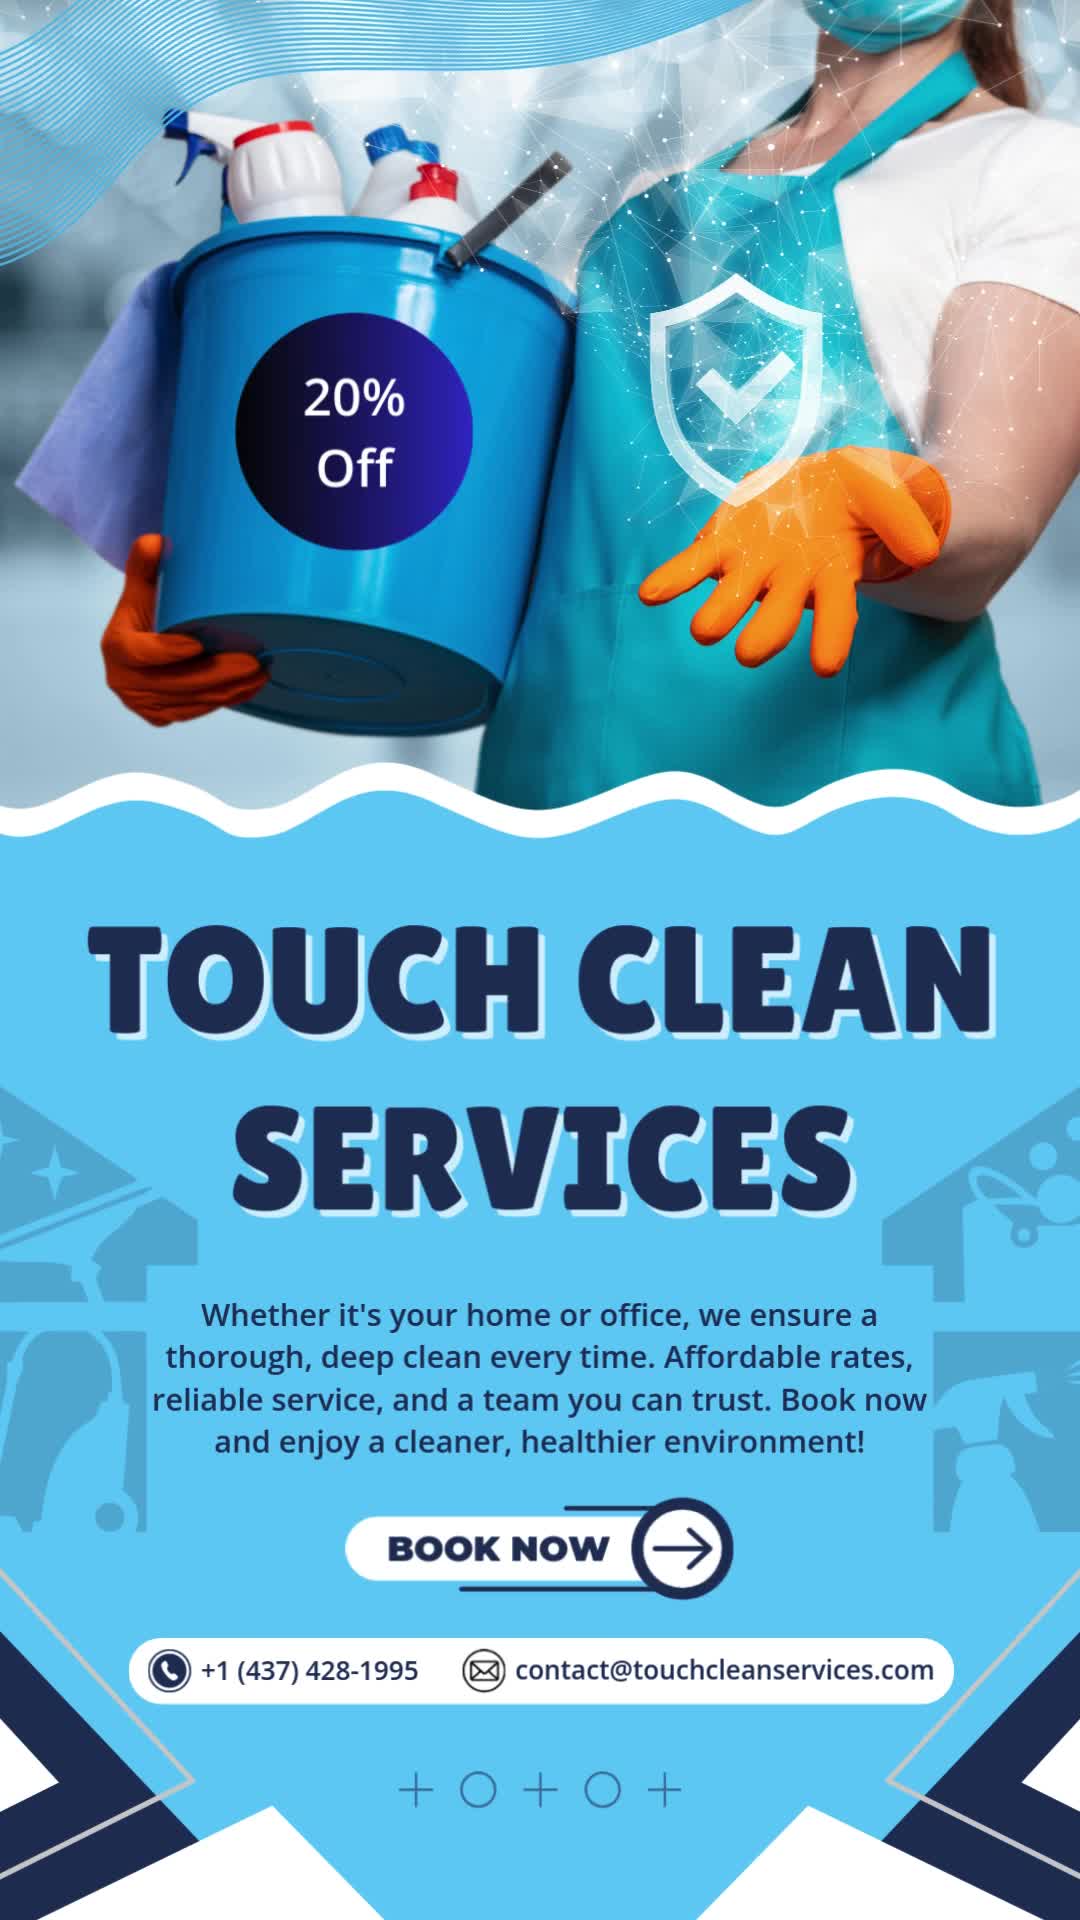 20%
Off
TOUCH CLEAN
SERVICES
Whether it's your home or office, we ensure a
thorough, deep clean every time. Affordable rates,
reliable service, and a team you can trust. Book now
and enjoy a cleaner, healthier environment!
BOOK NOW
+1 (437) 428-1995 contact@touchcleanservices.com